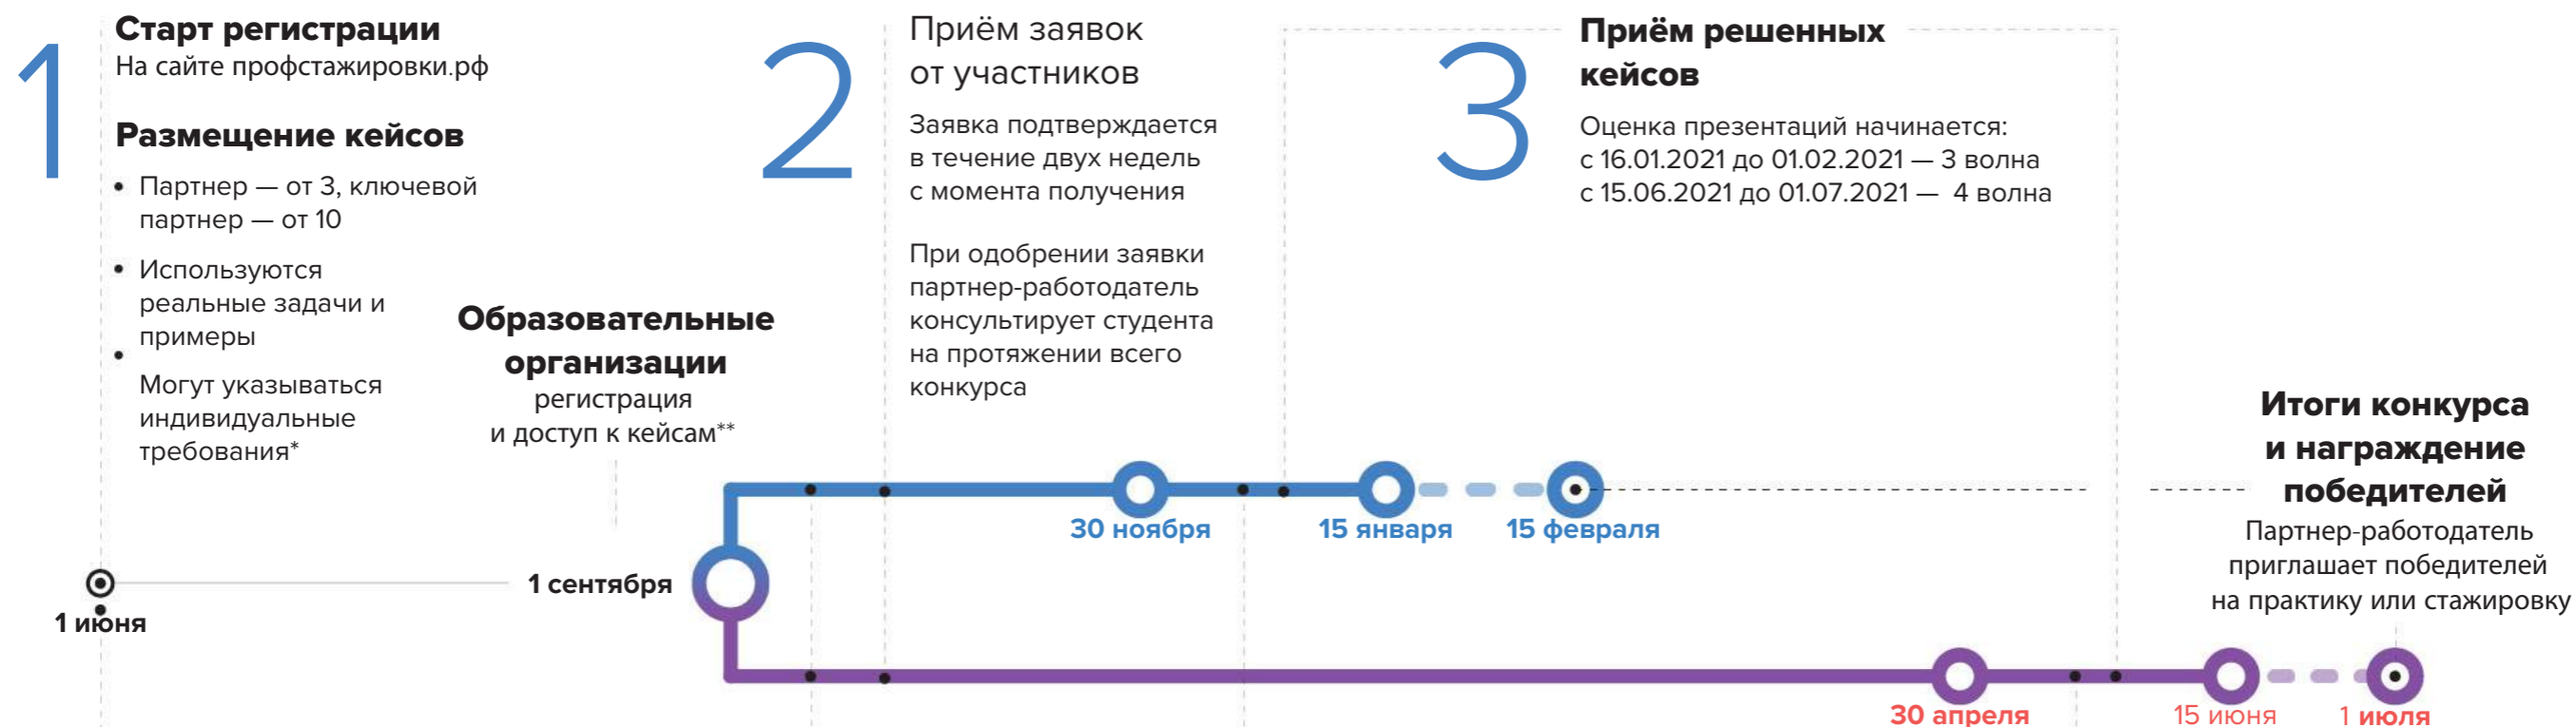 1
Старт регистрации
На сайте профстажировки.рф
Размещение кейсов
• Партнер — от 3, ключевой
партнер — от 10
• Используются
реальные задачи и
примеры
•
Могут указываться
индивидуальные
требования*
Образовательные
организации
регистрация
и доступ к кейсам**
2
Приём заявок
от участников
Заявка подтверждается
в течение двух недель
с момента получения
При одобрении заявки
партнер-работодатель
консультирует студента
на протяжении всего
конкурса
3
Приём решенных
кейсов
Оценка презентаций начинается:
с 16.01.2021 до 01.02.2021 — 3 волна
с 15.06.2021 до 01.07.2021 — 4 волна
Итоги конкурса
и награждение
победителей
Партнер-работодатель
приглашает победителей
на практику или стажировку
1 июня
1 сентября
30 ноября
15 января
15 февраля
30 апреля
15 июня
1 июля